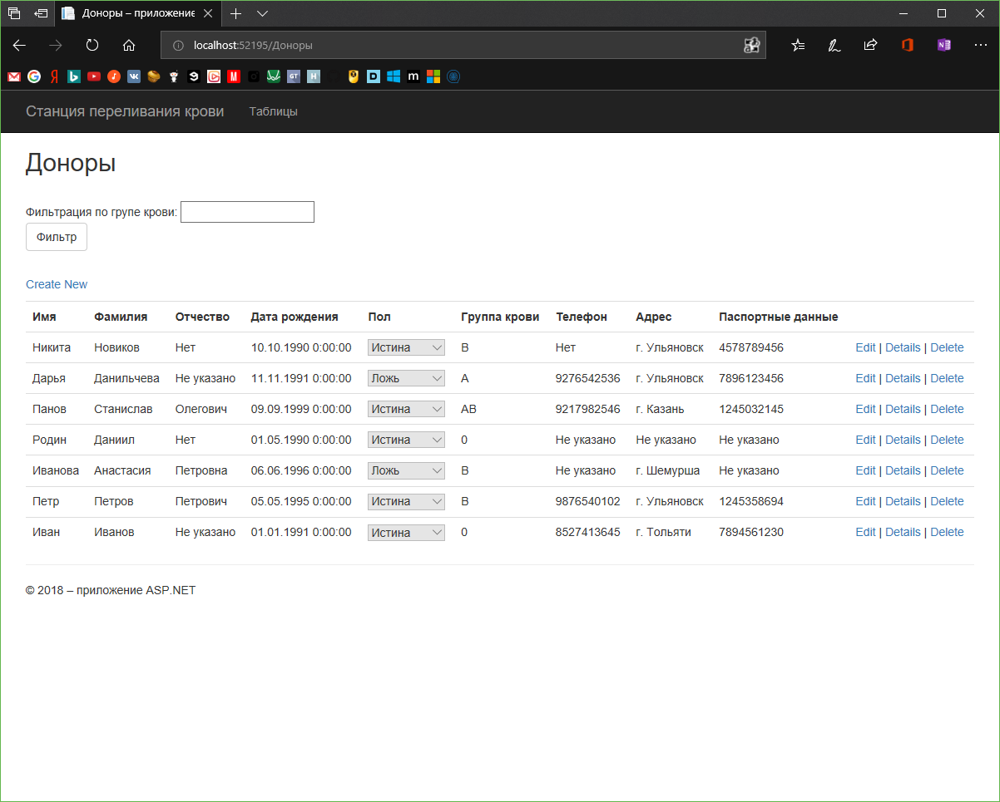 Доноры – приложение
localhost:52195/Доноры
Станция переливания крови Таблицы
Доноры
Фильтрация по групе крови:
Фильтр
Create New
Имя Фамилия Отчество Дата рождения Пол Группа крови Телефон Адрес Паспортные данные
Никита Новиков Нет 10.10.1990 0:00:00 Истина B Нет г. Ульяновск 4578789456 Edit | Details | Delete
Дарья Данильчева Не указано 11.11.1991 0:00:00 Ложь A 9276542536 г. Ульяновск 7896123456 Edit | Details | Delete
Панов Станислав Олегович 09.09.1999 0:00:00 Истина AB 9217982546 г. Казань 1245032145 Edit | Details | Delete
Родин Даниил Нет 01.05.1990 0:00:00 Истина 0 Не указано Не указано Не указано Edit | Details | Delete
Иванова Анастасия Петровна 06.06.1996 0:00:00 Ложь B Не указано г. Шемурша Не указано Edit | Details | Delete
Петр Петров Петрович 05.05.1995 0:00:00 Истина B 9876540102 г. Ульяновск 1245358694 Edit | Details | Delete
Иван Иванов Не указано 01.01.1991 0:00:00 Истина 0 8527413645 г. Тольяти 7894561230 Edit | Details | Delete
© 2018 – приложение ASP.NET